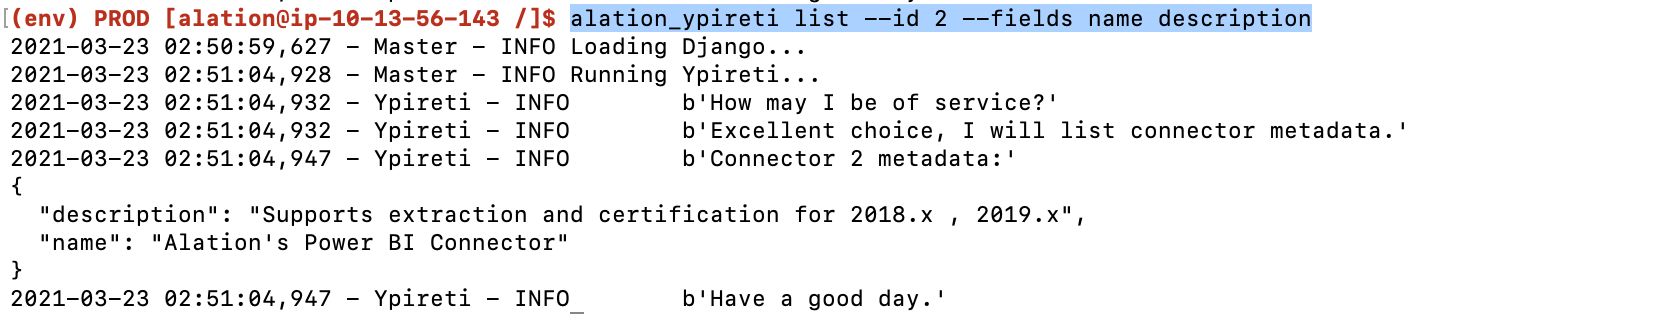 (env) PROD [alation@ip-10-13-56-143 /]$ alation_ypireti list --id 2 --fields name description
2021-03-23 02:50:59,627 - Master - INFO Loading Django...
2021-03-23 02:51:04,928 - Master - INFO Running Ypireti...
2021-03-23 02:51:04,932 - Ypireti - INFO        b'How may I be of service?'
2021-03-23 02:51:04,932 - Ypireti - INFO        b'Excellent choice, I will list connector metadata.'
2021-03-23 02:51:04,947 - Ypireti - INFO        b'Connector 2 metadata:'
{
  "description": "Supports extraction and certification for 2018.x , 2019.x",
  "name": "Alation's Power BI Connector"
}
2021-03-23 02:51:04,947 - Ypireti - INFO        b'Have a good day.'